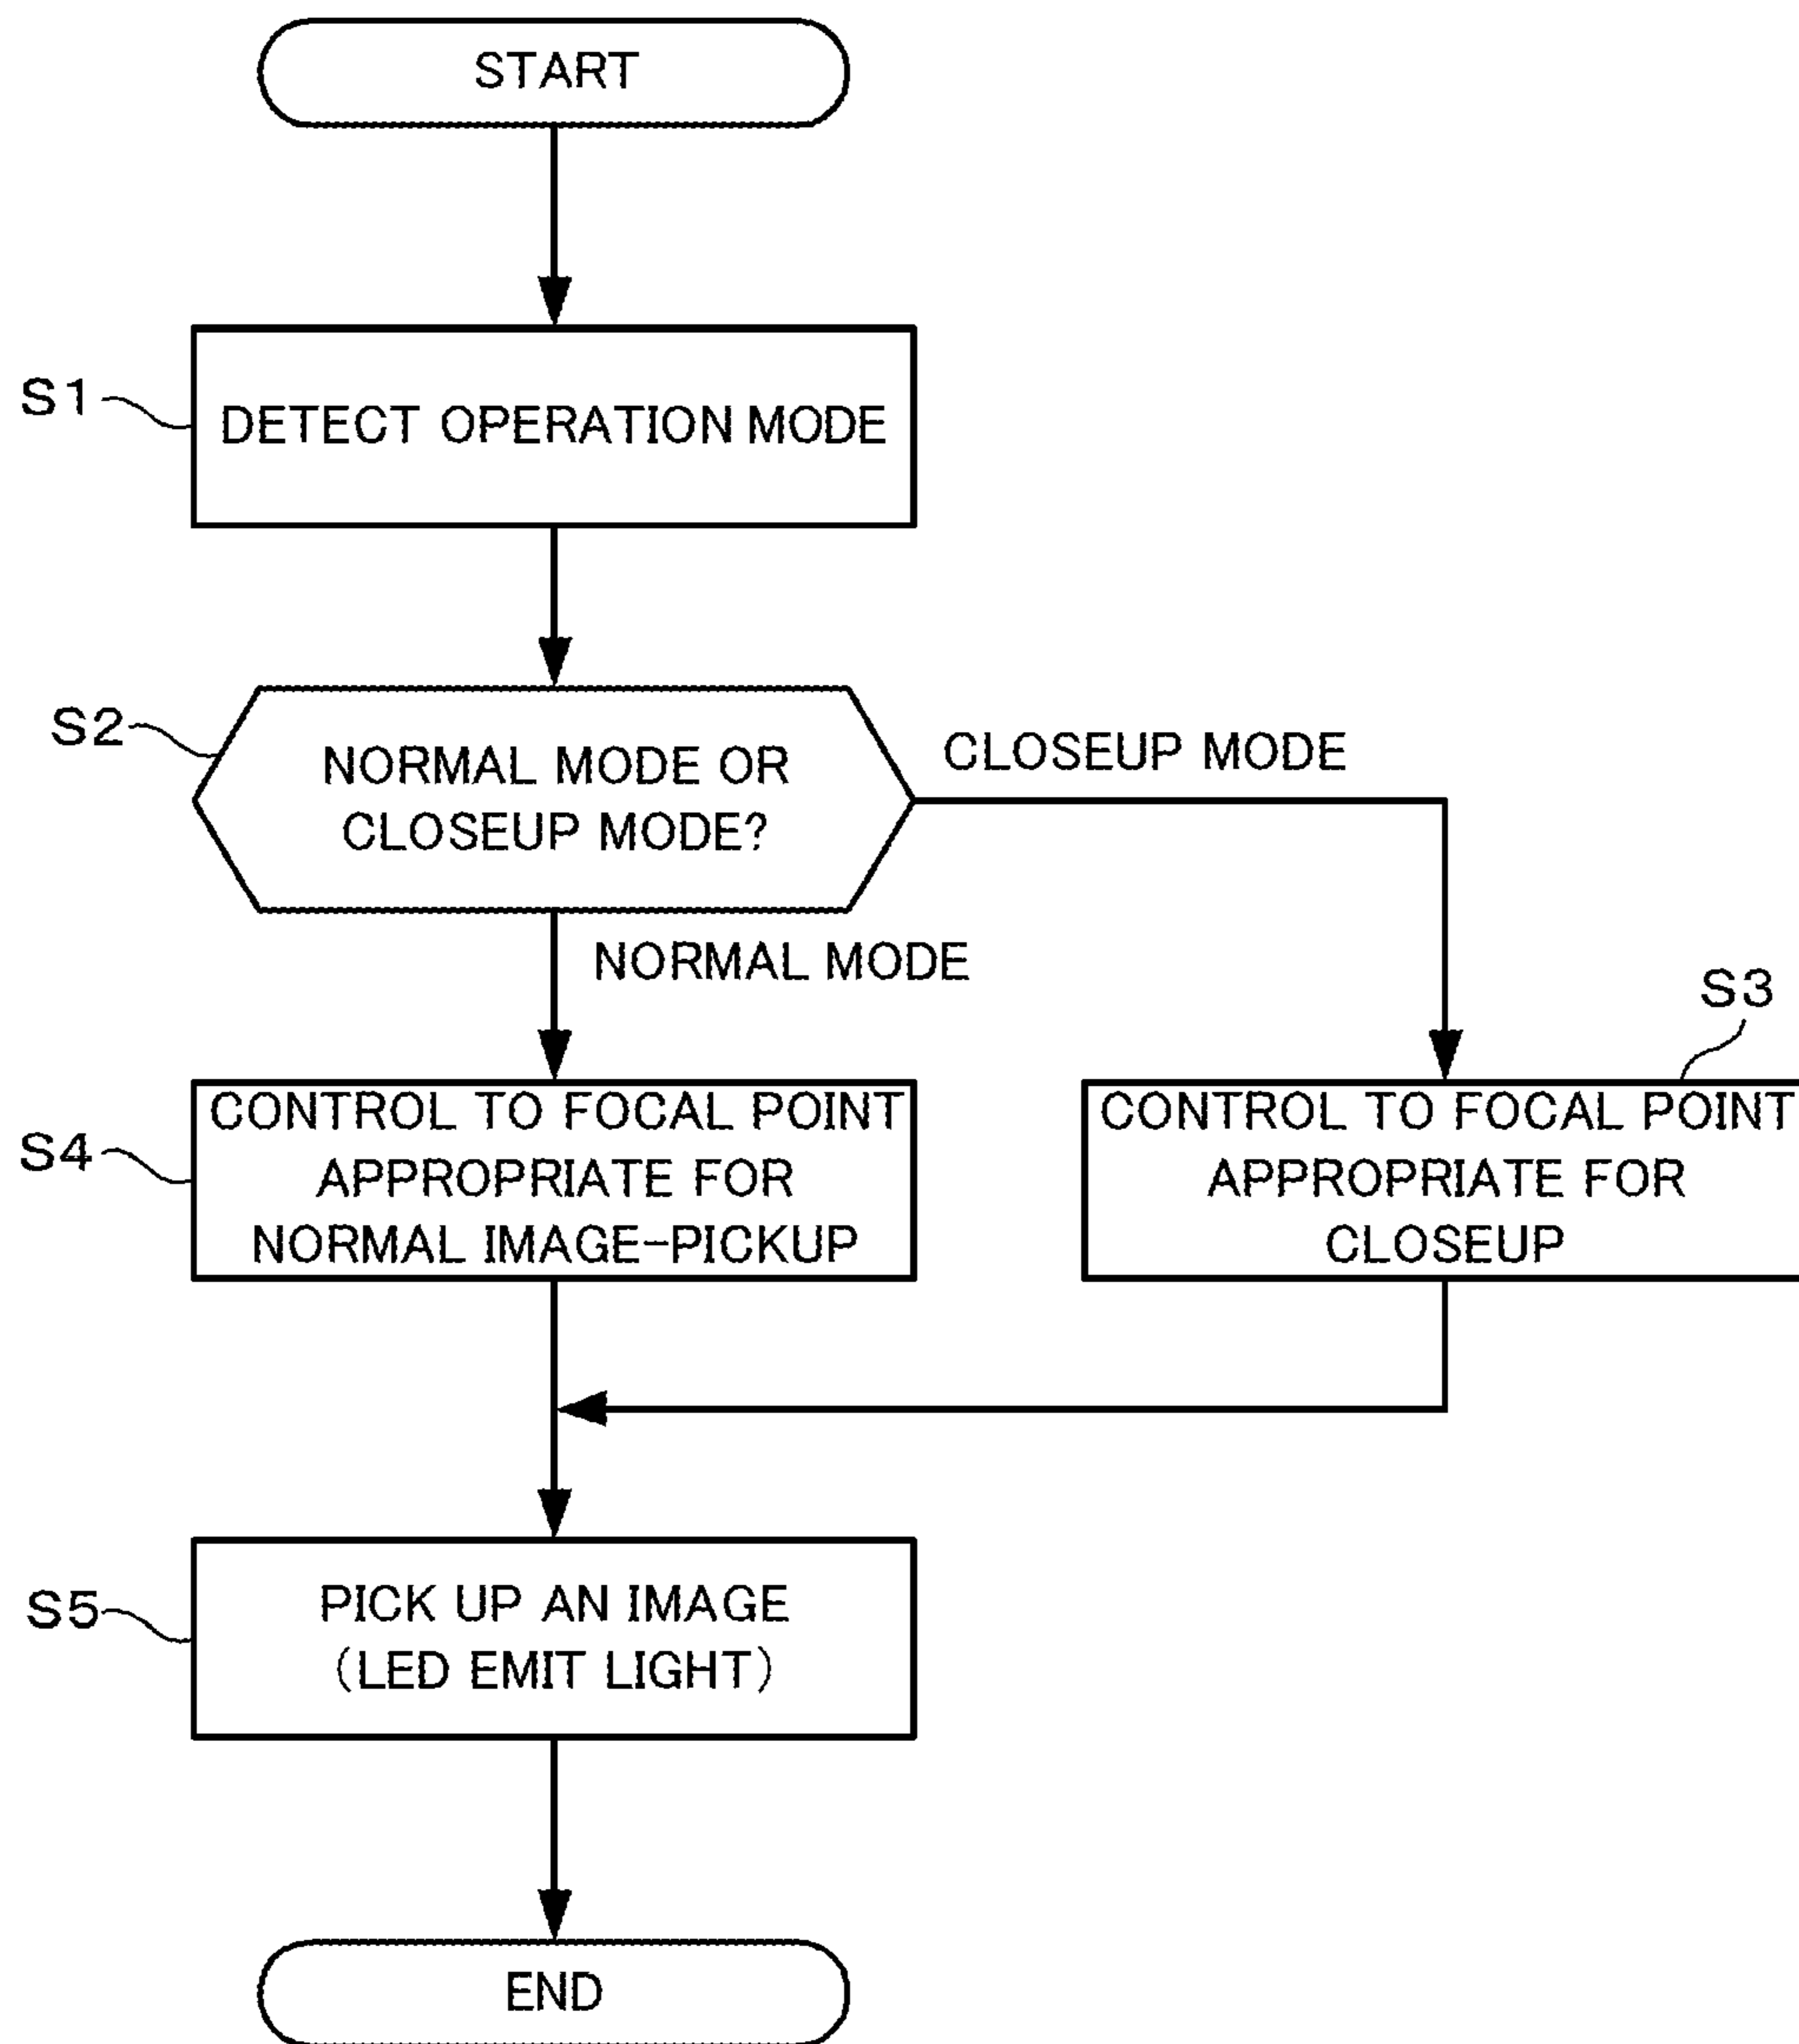 START
S1
DETECT OPERATION MODE
S2
NORMAL MODE OR
CLOSEUP MODE?
CLOSEUP MODE
NORMAL MODE
S3
S4
CONTROL TO FOCAL POINT
APPROPRIATE FOR
NORMAL IMAGE-PICKUP
CONTROL TO FOCAL POINT
APPROPRIATE FOR
CLOSEUP
S5
PICK UP AN IMAGE
(LED EMIT LIGHT)
END